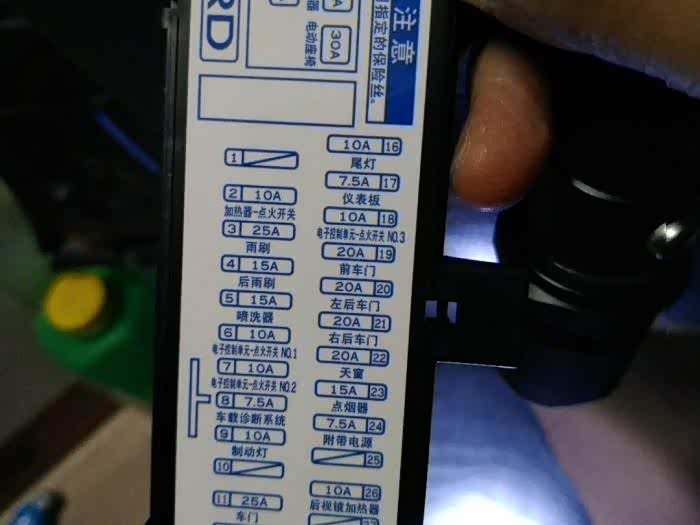 RD
30A
电动座椅
注意
指定的保险丝。
1
2 10A
加热器-点火开关
3 25A
雨刷
4 15A
后雨刷
5 15A
喷洗器
6 10A
电子控制单元-点火开关 NO.1
7 10A
电子控制单元-点火开关 NO.2
8 7.5A
车载诊断系统
9 10A
制动灯
10
11 25A
车门
10A 16
尾灯
7.5A 17
仪表板
10A 18
电子控制单元-点火开关 NO.3
20A 19
前车门
20A 20
左后车门
20A 21
右后车门
20A 22
天窗
15A 23
点烟器
7.5A 24
附带电源
25
10A 26
后视镜加热器
27